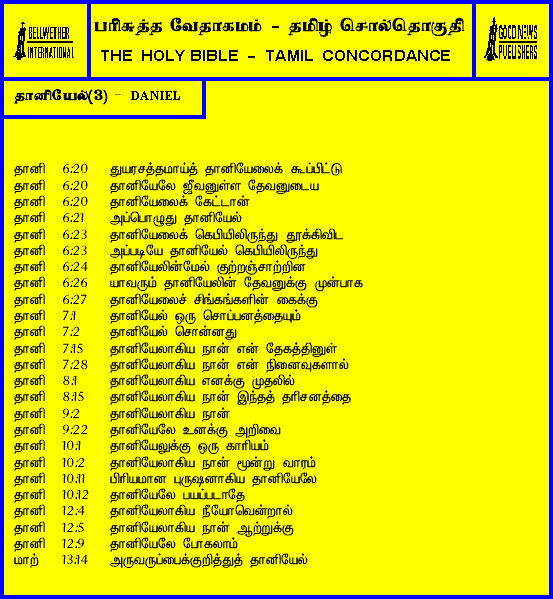 BELLWETHER
INTERNATIONAL
பரிசுத்த வேதாகமம் – தமிழ் சொல்தொகுதி
THE HOLY BIBLE – TAMIL CONCORDANCE
GOOD NEWS
PUBLISHERS
தானியேல்(3) – DANIEL
தானி 6:20 துயரசத்தமாய்த் தானியேலைக் கூப்பிட்டு
தானி 6:20 தானியேலே ஜீவனுள்ள தேவனுடைய
தானி 6:20 தானியேலைக் கேட்டான்
தானி 6:21 அப்பொழுது தானியேல்
தானி 6:23 தானியேலைக் கெபியிலிருந்து தூக்கிவிட
தானி 6:23 அப்படியே தானியேல் கெபியிலிருந்து
தானி 6:24 தானியேலின்மேல் குற்றஞ்சாற்றின
தானி 6:26 யாவரும் தானியேலின் தேவனுக்கு முன்பாக
தானி 6:27 தானியேலைச் சிங்கங்களின் கைக்கு
தானி 7:1 தானியேல் ஒரு சொப்பனத்தையும்
தானி 7:2 தானியேல் சொன்னது
தானி 7:15 தானியேலாகிய நான் என் தேகத்தினுள்
தானி 7:28 தானியேலாகிய நான் என் நினைவுகளால்
தானி 8:1 தானியேலாகிய எனக்கு முதலில்
தானி 8:15 தானியேலாகிய நான் இந்தத் தரிசனத்தை
தானி 9:2 தானியேலாகிய நான்
தானி 9:22 தானியேலே உனக்கு அறிவை
தானி 10:1 தானியேலுக்கு ஒரு காரியம்
தானி 10:2 தானியேலாகிய நான் மூன்று வாரம்
தானி 10:11 பிரியமான புருஷனாகிய தானியேலே
தானி 10:12 தானியேலே பயப்படாதே
தானி 12:4 தானியேலாகிய நீயோவென்றால்
தானி 12:5 தானியேலாகிய நான் ஆற்றுக்கு
தானி 12:9 தானியேலே போகலாம்
மாற் 13:14 அருவருப்பைக்குறித்துத் தானியேல்